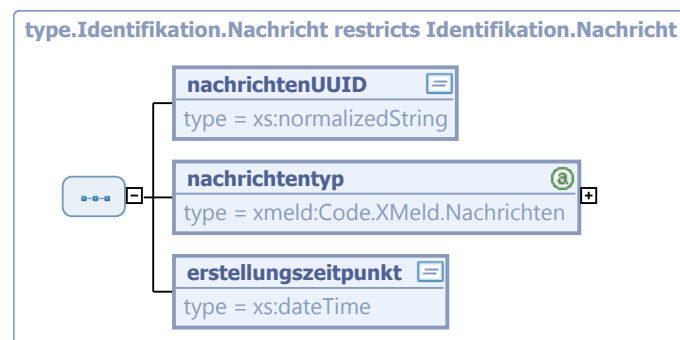 type.Identifikation.Nachricht restricts Identifikation.Nachricht
nachrichtenUUID
type = xs:normalizedString
nachrichtentyp
type = xmeld:Code.XMeld.Nachrichten
erstellungszeitpunkt
type = xs:dateTime